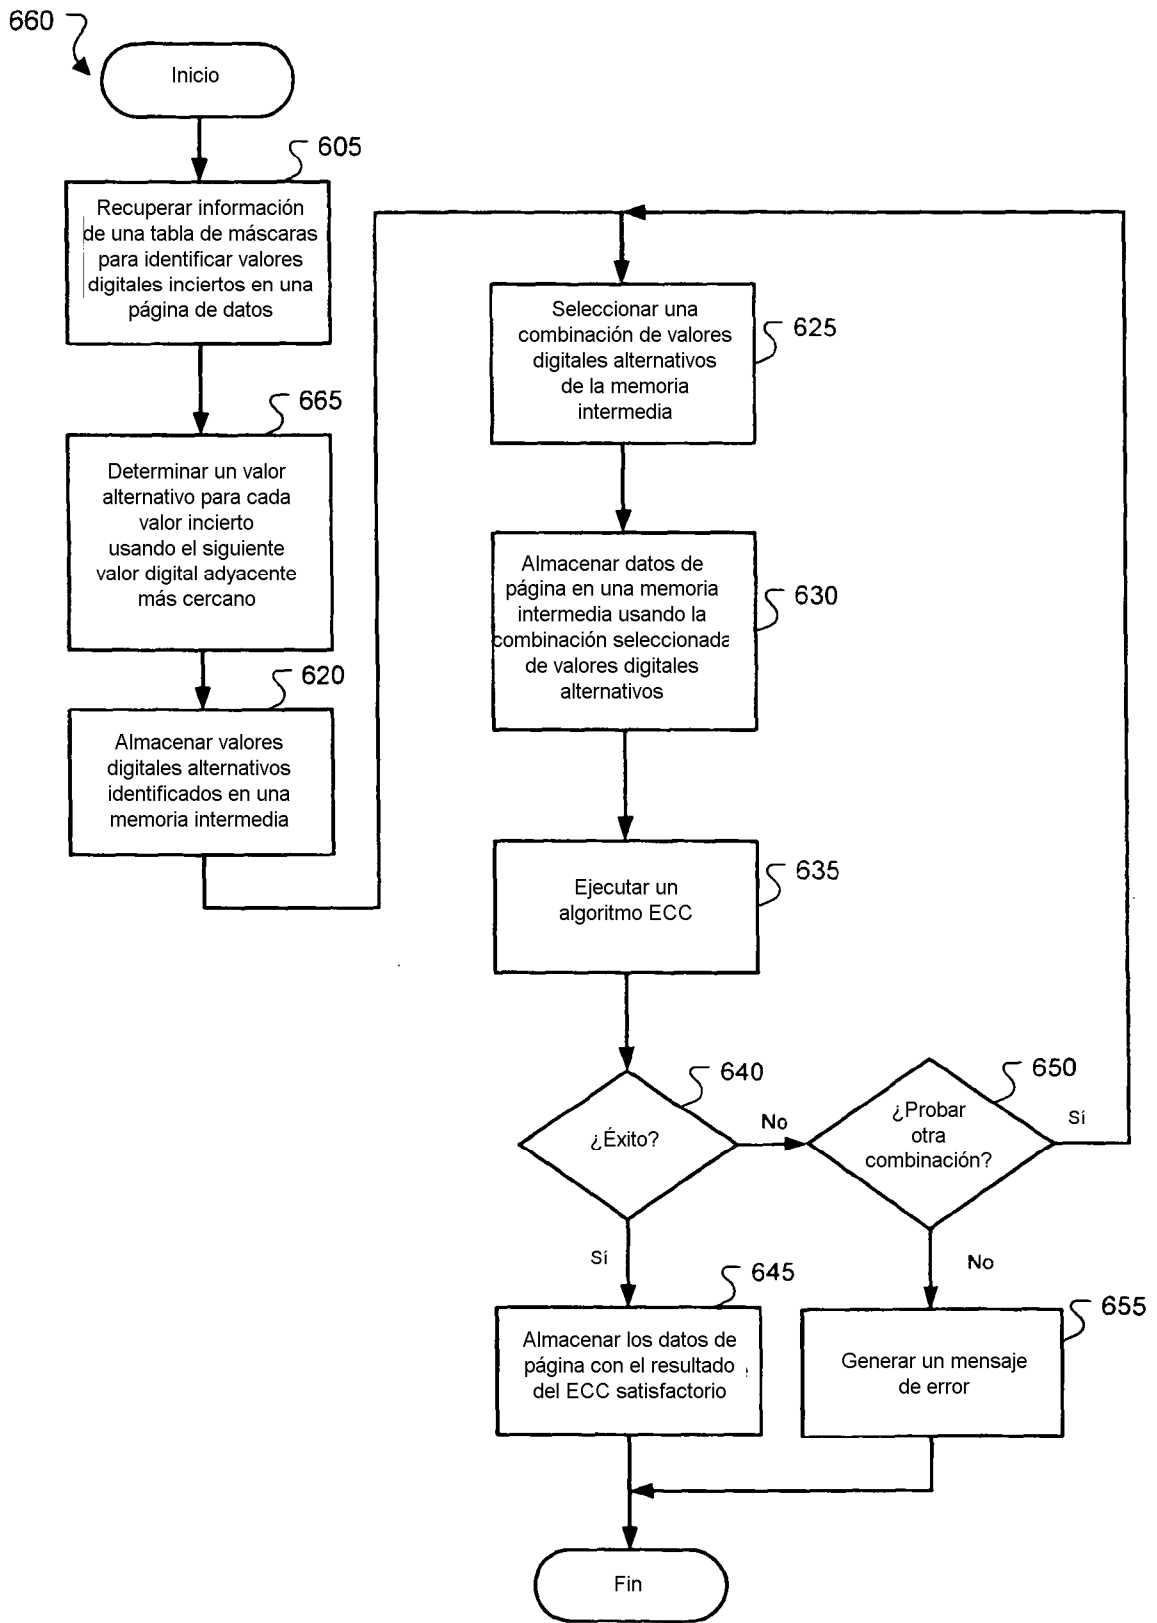 660
Inicio
605
Recuperar información
de una tabla de máscaras
para identificar valores
digitales inciertos en una
página de datos
665
Determinar un valor
alternativo para cada
valor incierto
usando el siguiente
valor digital adyacente
más cercano
620
Almacenar valores
digitales alternativos
identificados en una
memoria intermedia
Seleccionar una
combinación de valores
digitales alternativos
de la memoria
intermedia
625
Almacenar datos de
página en una memoria
intermedia usando la
combinación seleccionada
de valores digitales
alternativos
630
Ejecutar un
algoritmo ECC
635
¿Éxito?
640
No
Sí
¿Probar
otra
combinación?
650
Sí
No
Almacenar los datos de
página con el resultado
del ECC satisfactorio
645
Generar un mensaje
de error
655
Fin